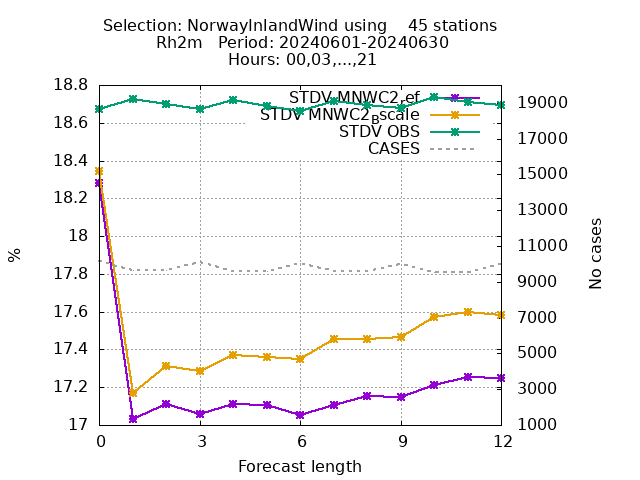 Selection: NorwayInlandWind using 45 stations
Rh2m Period: 20240601-20240630
Hours: 00,03,...,21
STDV MNWC2ref
STDV MNWC2Bscale
STDV OBS
CASES
18.8
18.6
18.4
18.2
18
17.8
17.6
17.4
17.2
17
%
19000
17000
15000
13000
11000
9000
7000
5000
3000
1000
No cases
0 3 6 9 12
Forecast length